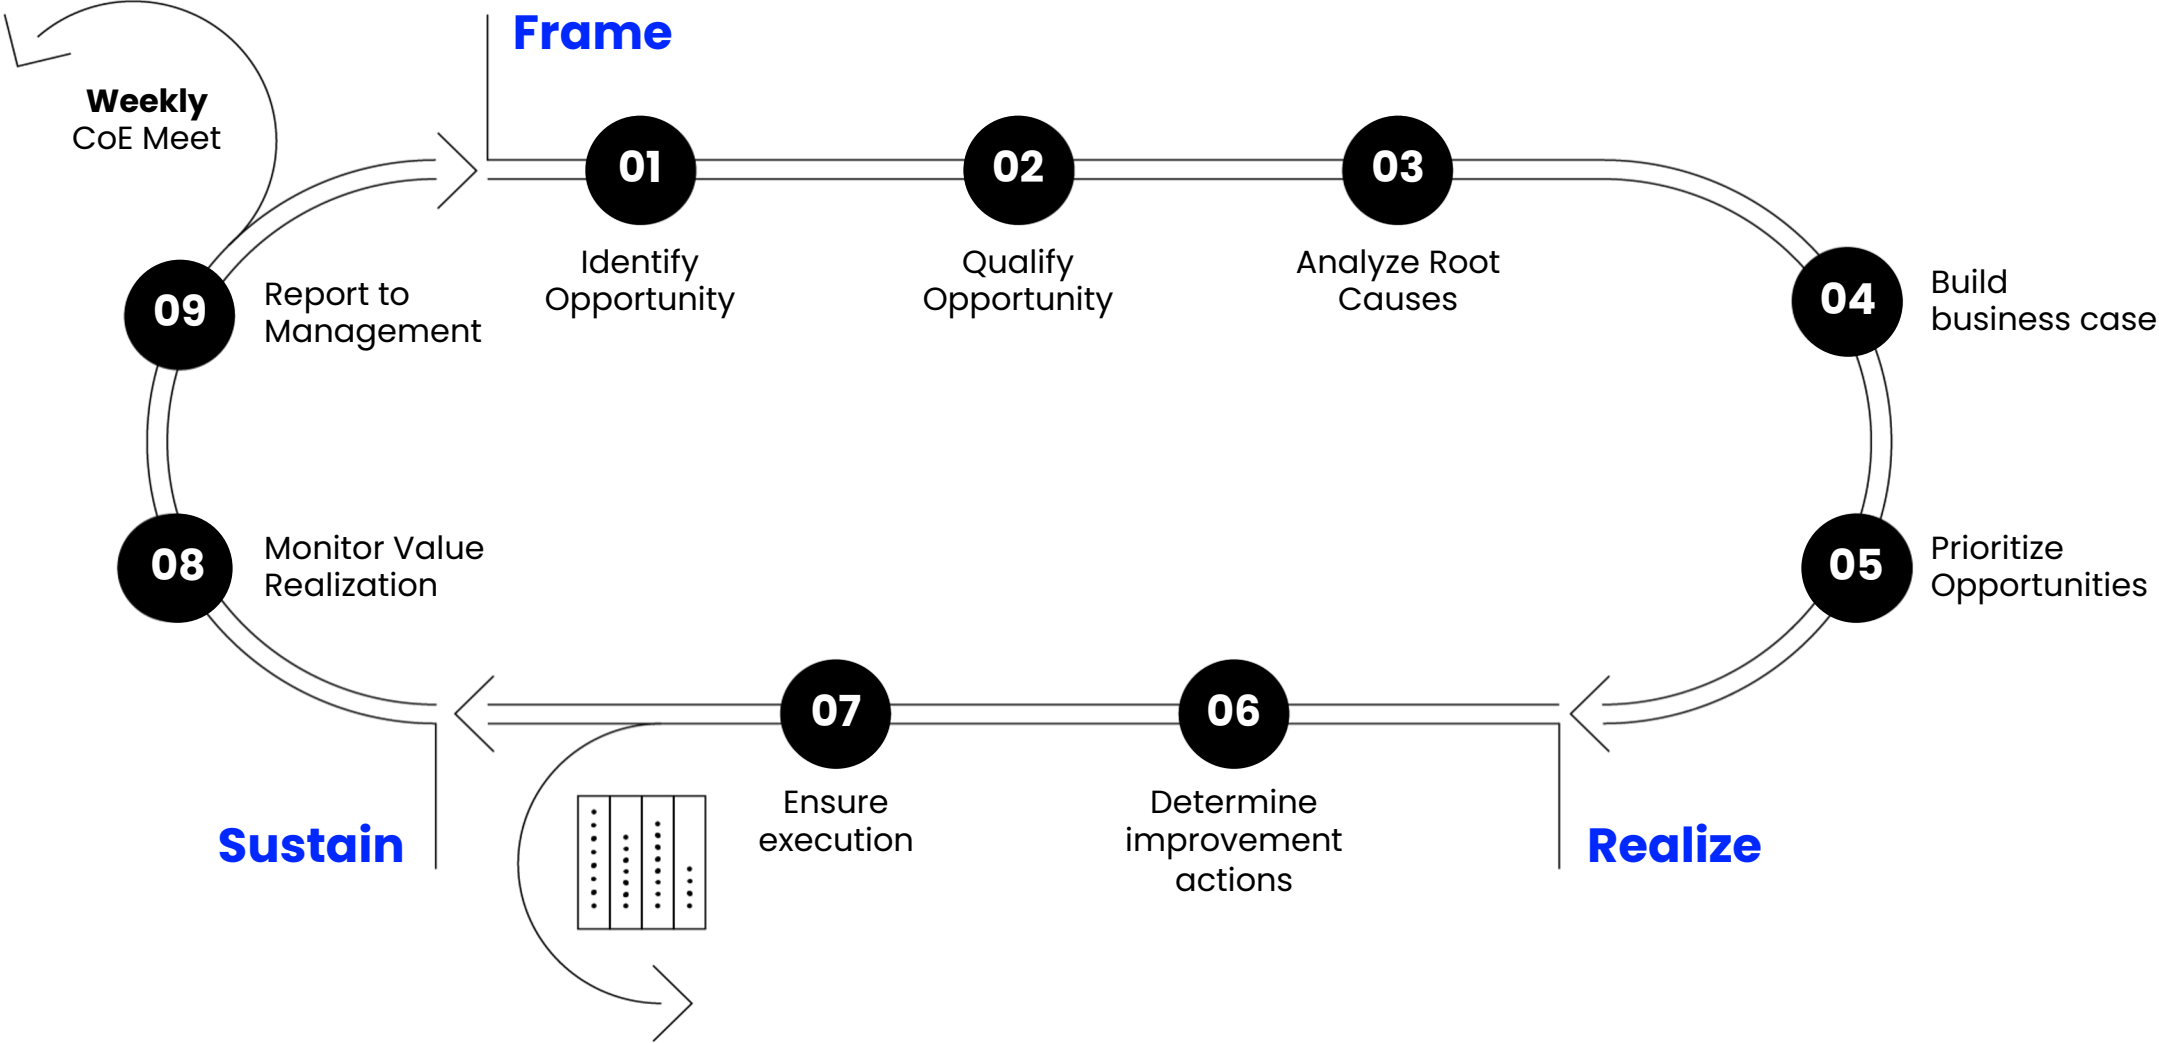 Frame
Weekly
CoE Meet
01
Identify
Opportunity
02
Qualify
Opportunity
03
Analyze Root
Causes
04
Build
business case
05
Prioritize
Opportunities
Realize
06
Determine
improvement
actions
07
Ensure
execution
Sustain
08
Monitor Value
Realization
09
Report to
Management